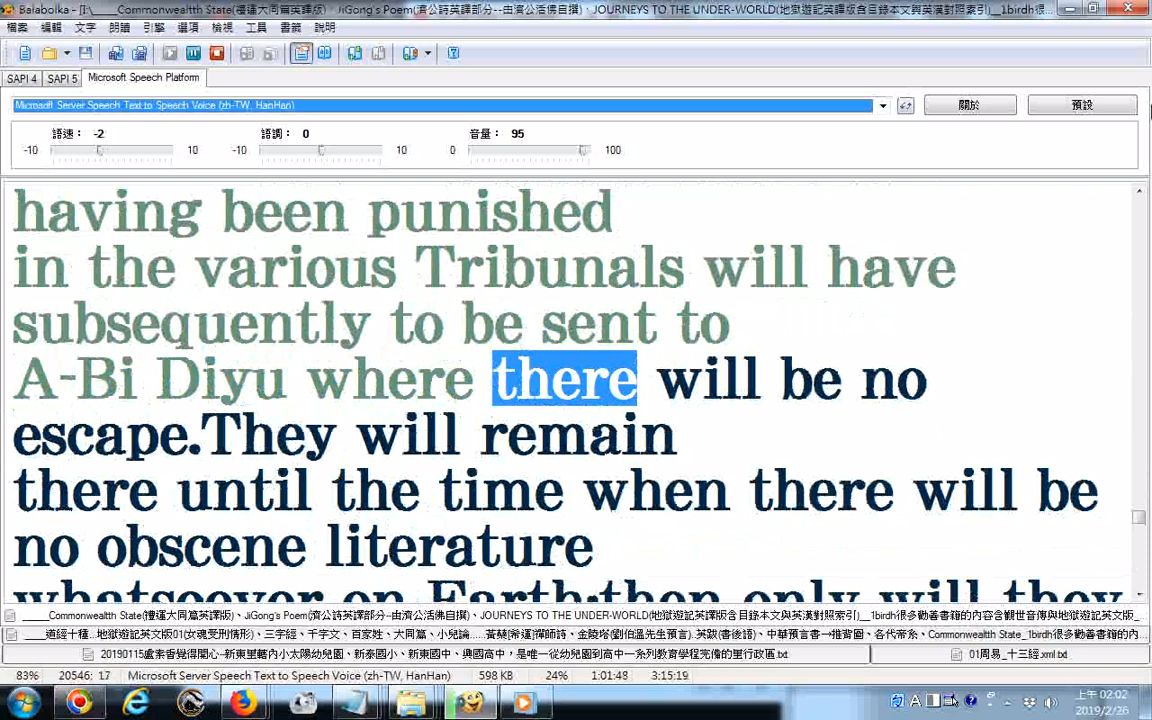 Balabolka - [I:\_____Commonwealtth State(禮運大同篇英譯版)、JiGong's Poem(濟公詩英譯部分--由濟公活佛自撰)、JOURNEYS TO THE UNDER-WORLD(地獄遊記英譯版含目錄本文與英漢對照索引)__1birdh很...
檔案 編輯 文字 朗讀 引擎 選項 檢視 工具 書籤 說明
SAPI 4 SAPI 5 Microsoft Speech Platform
Microsoft Server Speech Text to Speech Voice (zh-TW, HanHan) 關於 預設
語速： -2 語調： 0 音量： 95
-10 10 -10 10 0 100
having been punished
in the various Tribunals will have
subsequently to be sent to
A-Bi Diyu where there will be no
escape.They will remain
there until the time when there will be
no obscene literature
whatsoever on Earth;then only will they
_____Commonwealtth State(禮運大同篇英譯版)、JiGong's Poem(濟公詩英譯部分--由濟公活佛自撰)、JOURNEYS TO THE UNDER-WORLD(地獄遊記英譯版含目錄本文與英漢對照索引)__1birdh很多勸善書籍的內容含觀世音傳與地獄遊記英文版_
_____道經十種...地獄遊記英文版01(女魂受刑情形)、三字經、千字文、百家姓、大同篇、小兒論......黃蘗[希運]禪師詩、金陵塔(劉伯溫先生預言).英跋(書後語)、中華預言書一推背圖、各代帝系、Commonwealtth State_1birdh很多勸善書籍的內...
20190115盧素香覺得開心--新東里轄內小太陽幼兒園、新泰國小、新東國中、興國高中，是唯一從幼兒園到高中一系列教育學程完備的里行政區.txt 01周易_十三經.xml.txt
83% 20546: 17 Microsoft Server Speech Text to Speech Voice (zh-TW, HanHan) 598 KB 24% 1:01:48 3:15:19
上午 02:02
2019/2/26